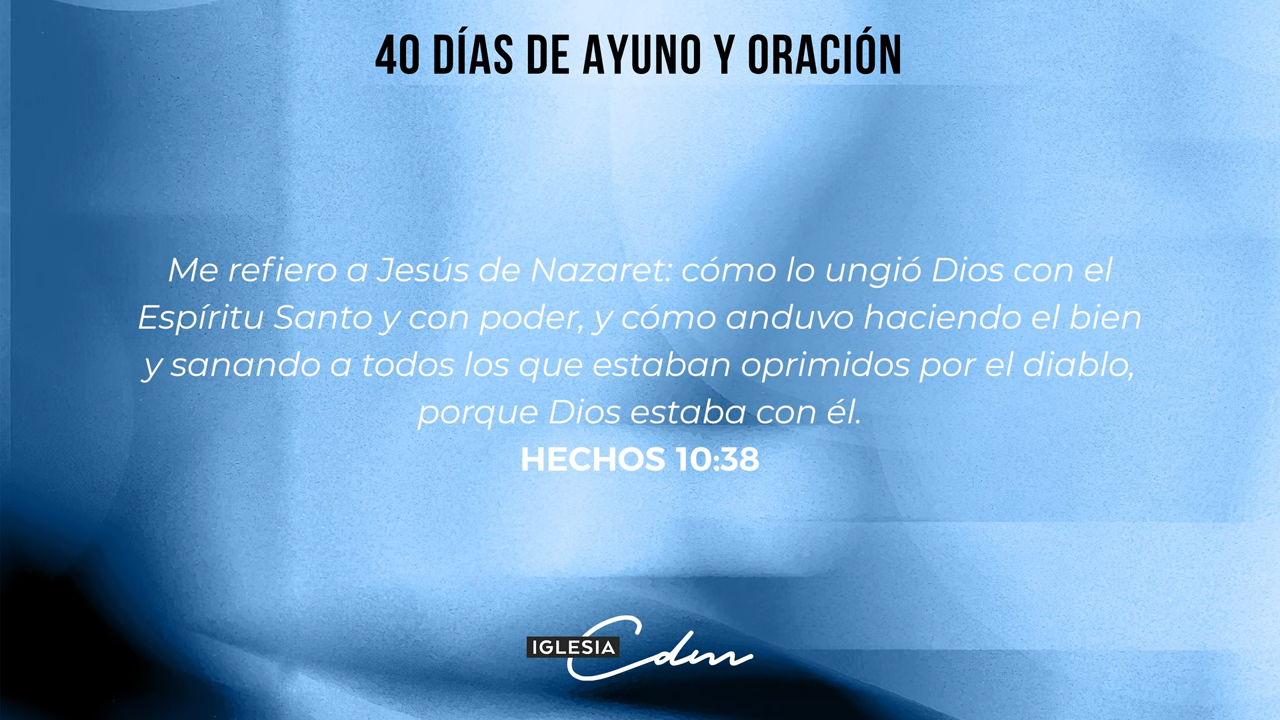 40 DÍAS DE AYUNO Y ORACIÓN
Me refiero a Jesús de Nazaret: cómo lo ungió Dios con el
Espíritu Santo y con poder, y cómo anduvo haciendo el bien
y sanando a todos los que estaban oprimidos por el diablo,
porque Dios estaba con él.
HECHOS 10:38
IGLESIA Cdm